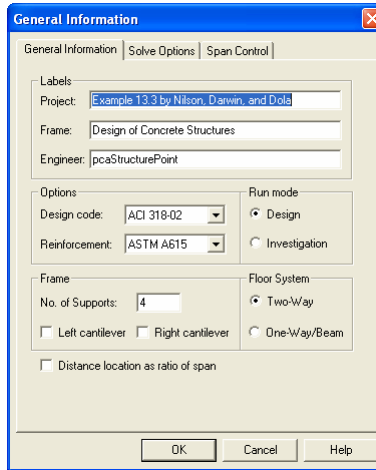 General Information
General Information Solve Options Span Control
Labels
Project: Example 13.3 by Nilson, Darwin, and Dola
Frame: Design of Concrete Structures
Engineer: pcaStructurePoint
Options Run mode
Design code: ACI 318-02 Design
Reinforcement: ASTM A615 Investigation
Frame Floor System
No. of Supports: 4 Two-Way
Left cantilever Right cantilever One-Way/Beam
Distance location as ratio of span
OK Cancel Help